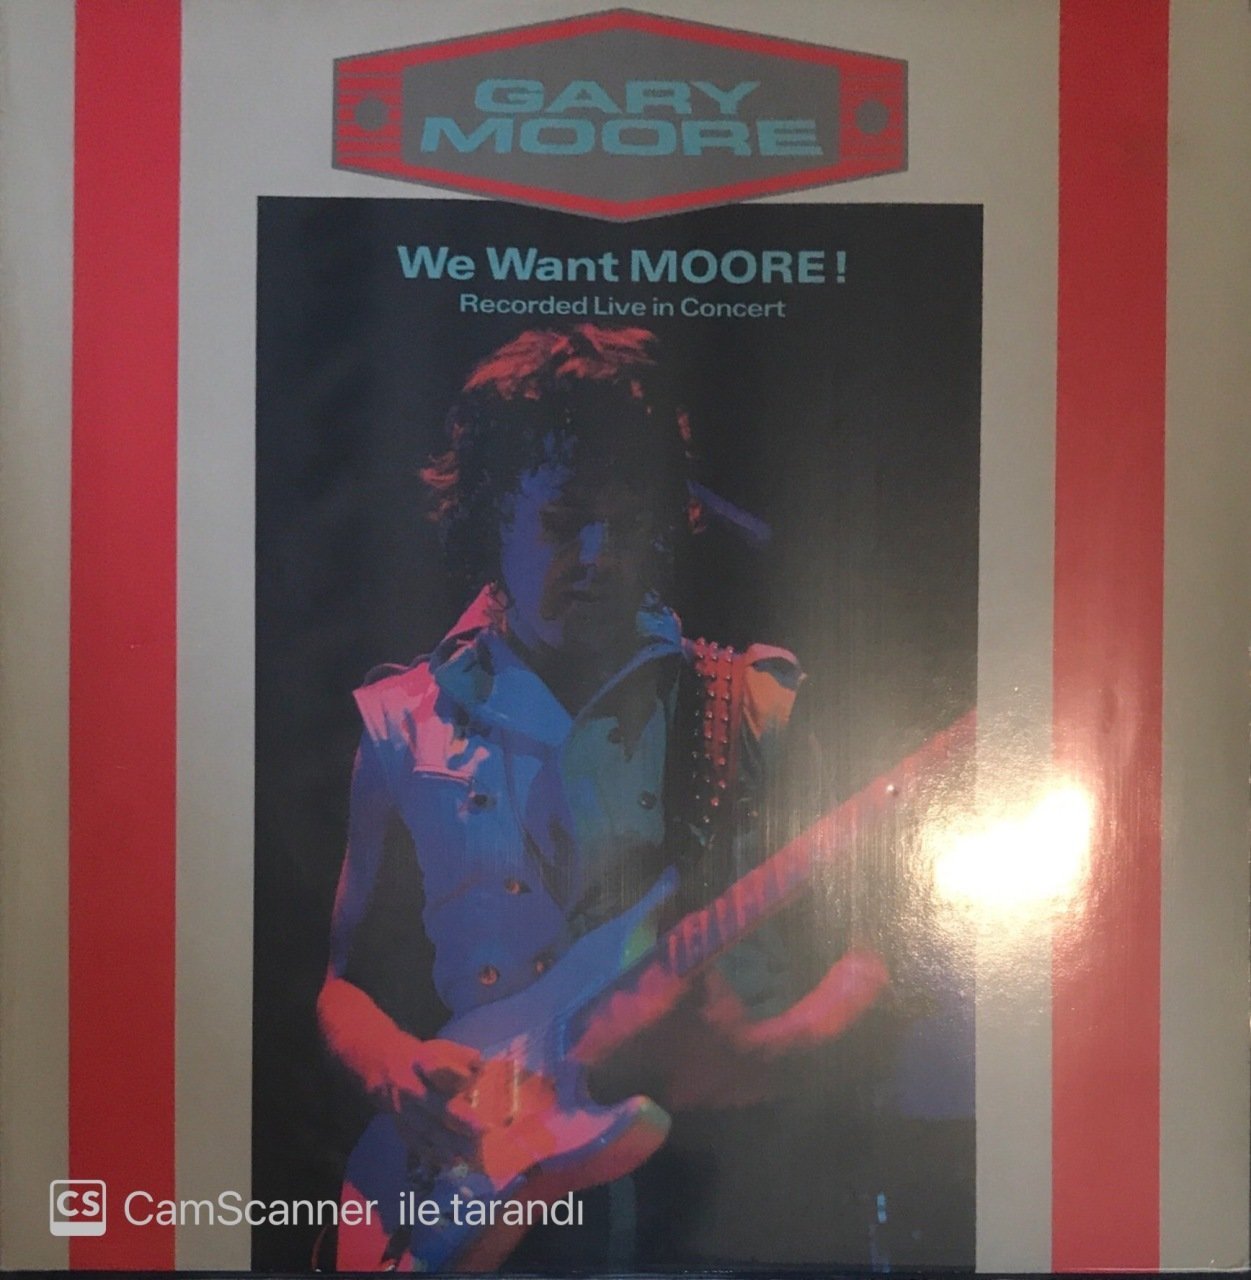 GARY
MOORE
We Want MOORE!
Recorded Live in Concert
CS CamScanner ile tarandı